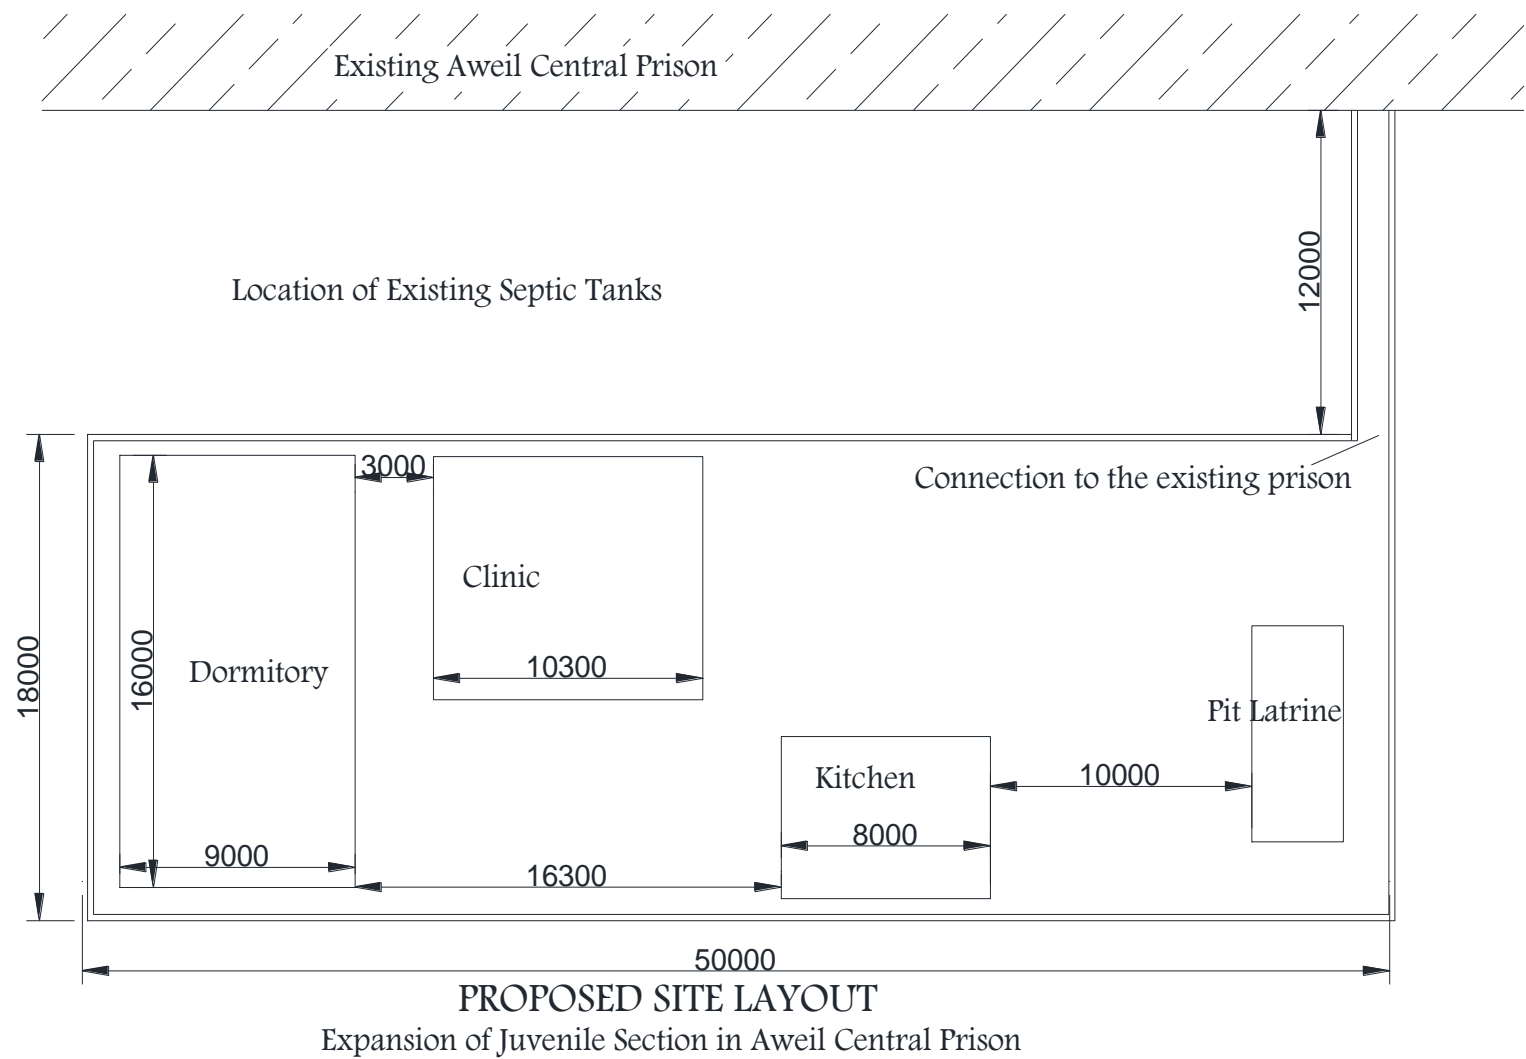 Existing Aweil Central Prison
12000
Location of Existing Septic Tanks
3000
Connection to the existing prison
Clinic
18000
16000
Dormitory
10300
Pit Latrine
Kitchen
10000
8000
9000
16300
50000
PROPOSED SITE LAYOUT
Expansion of Juvenile Section in Aweil Central Prison